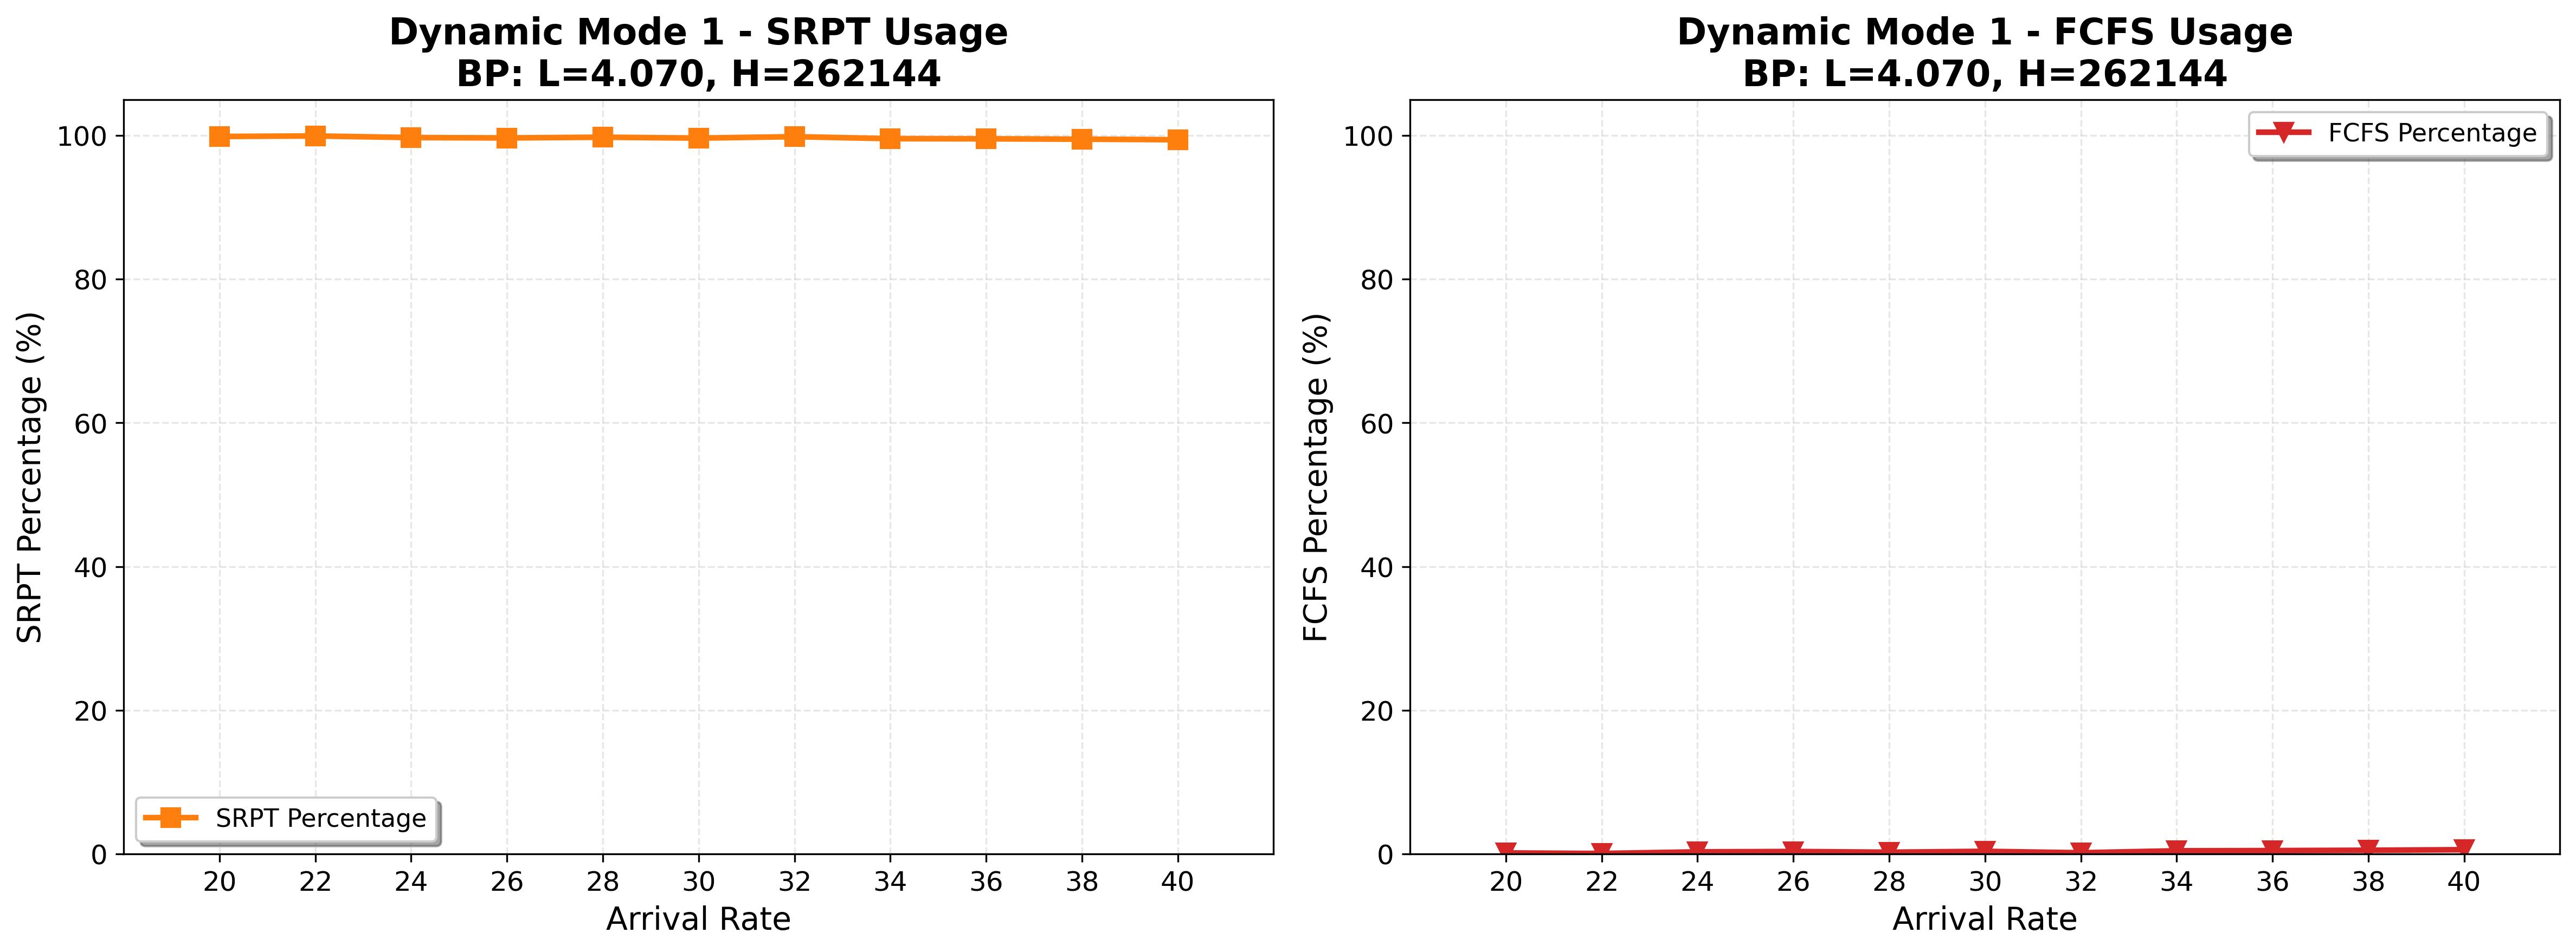 Dynamic Mode 1 - SRPT Usage
BP: L=4.070, H=262144
SRPT Percentage (%)
100
80
60
40
20
0
SRPT Percentage
20 22 24 26 28 30 32 34 36 38 40
Arrival Rate
Dynamic Mode 1 - FCFS Usage
BP: L=4.070, H=262144
FCFS Percentage (%)
100
80
60
40
20
0
FCFS Percentage
20 22 24 26 28 30 32 34 36 38 40
Arrival Rate